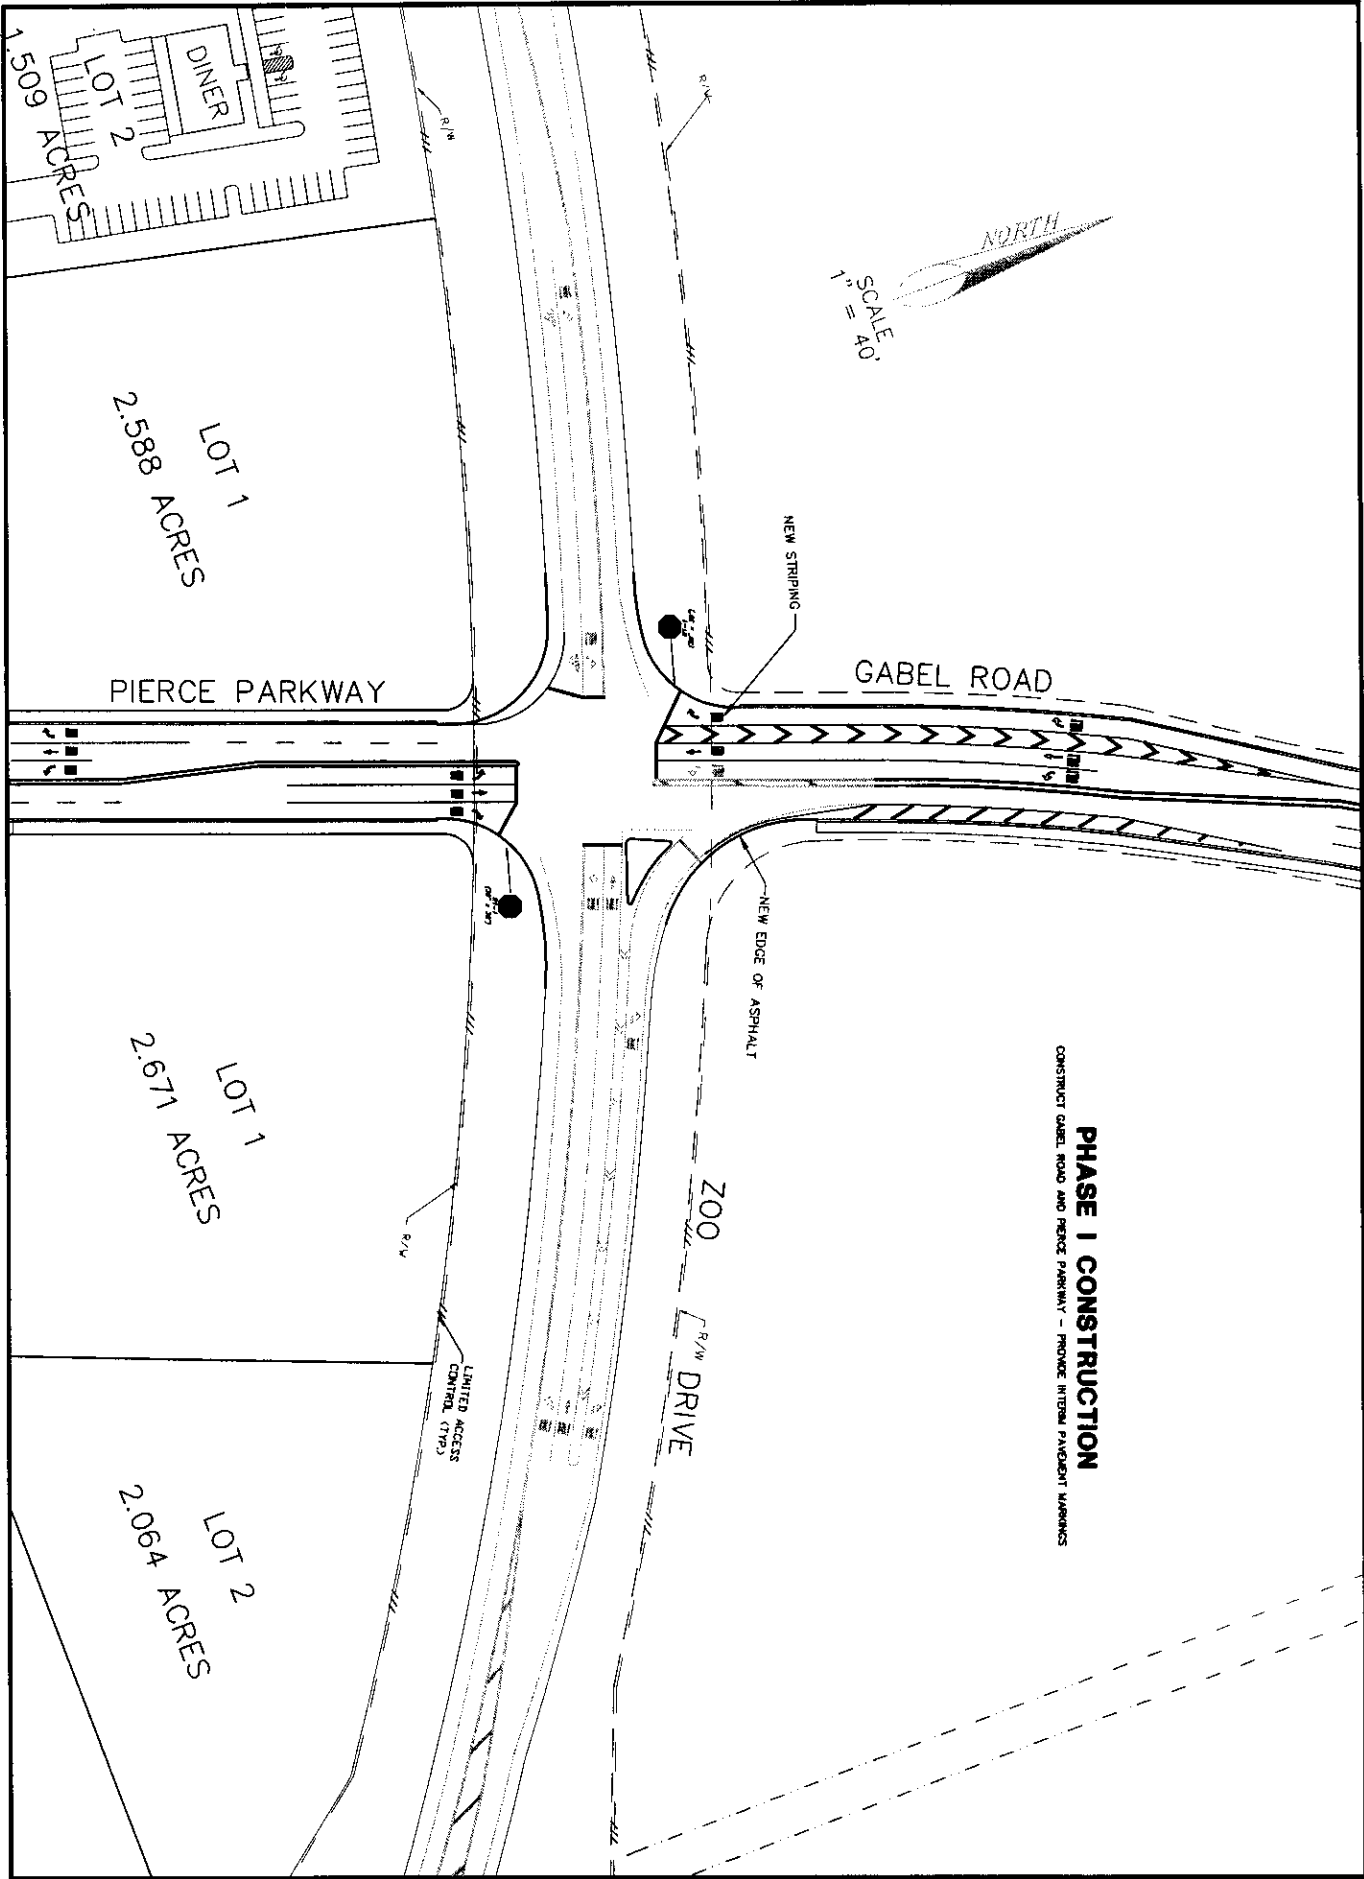 PHASE I CONSTRUCTION
CONSTRUCT GABEL ROAD AND PIERCE PARKWAY - PROVIDE INTERIM PAVEMENT MARKINGS
NORTH
SCALE
1" = 40'
R/W
R/W
DINER
LOT 2
1.509 ACRES
LOT 1
2.588 ACRES
NEW STRIPING
GABEL ROAD
PIERCE PARKWAY
NEW EDGE OF ASPHALT
ZOO DRIVE
R/W
LOT 1
2.671 ACRES
R/W
LIMITED ACCESS
CONTROL (TYP.)
LOT 2
2.064 ACRES